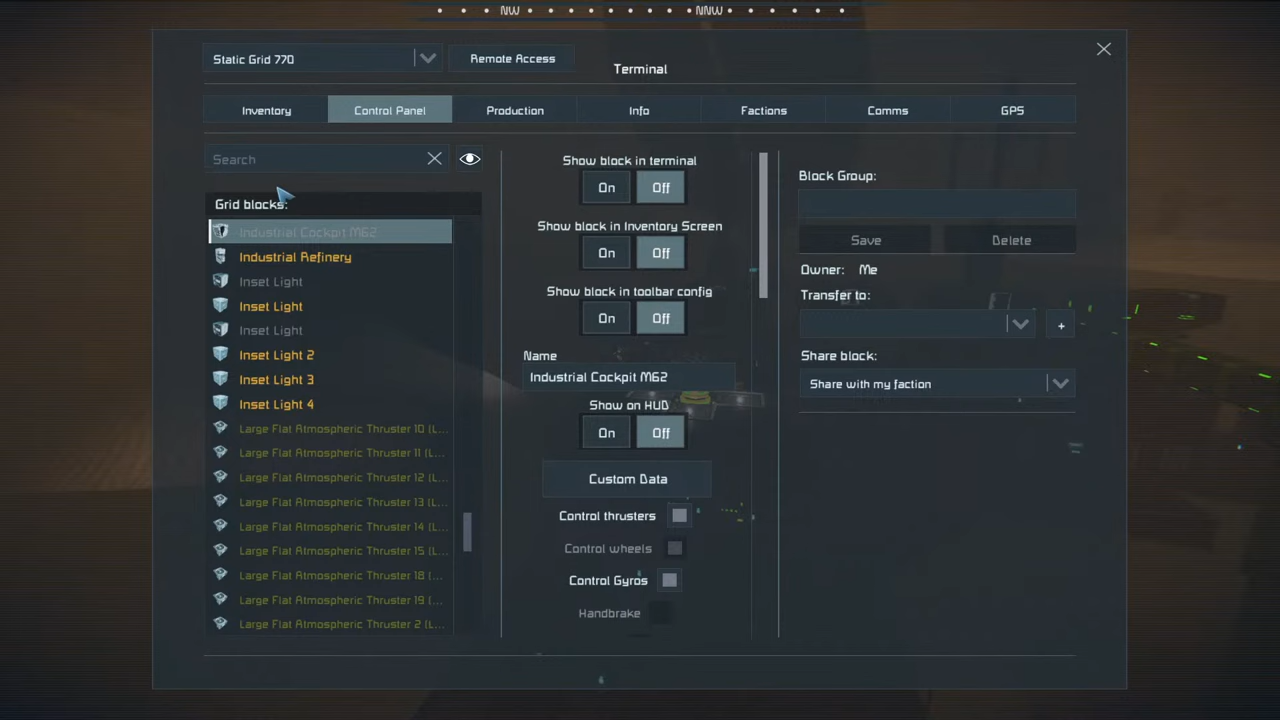 NW NNW
Static Grid 770
Remote Access
Terminal
Inventory
Control Panel
Production
Info
Factions
Comms
GPS
Search
Grid blocks:
Industrial Cockpit M62
Industrial Refinery
Inset Light
Inset Light
Inset Light
Inset Light 2
Inset Light 3
Inset Light 4
Large Flat Atmospheric Thruster 10 (L...
Large Flat Atmospheric Thruster 11 (L...
Large Flat Atmospheric Thruster 12 (L...
Large Flat Atmospheric Thruster 13 (L...
Large Flat Atmospheric Thruster 14 (L...
Large Flat Atmospheric Thruster 15 (L...
Large Flat Atmospheric Thruster 18 (...
Large Flat Atmospheric Thruster 19 (...
Large Flat Atmospheric Thruster 2 (L...
Show block in terminal
On Off
Show block in Inventory Screen
On Off
Show block in toolbar config
On Off
Name
Industrial Cockpit M62
Show on HUD
On Off
Custom Data
Control thrusters
Control wheels
Control Gyros
Handbrake
Block Group:
Save
Delete
Owner: Me
Transfer to:
+
Share block:
Share with my faction